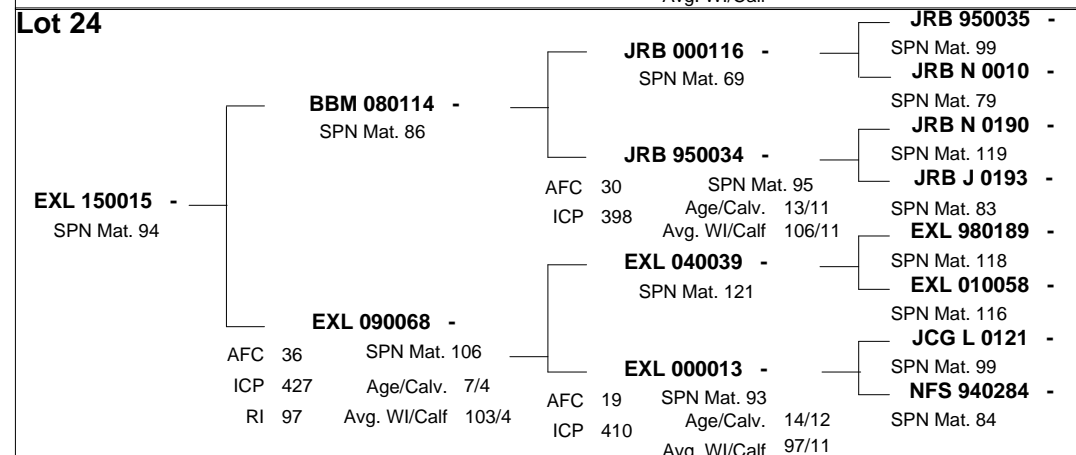 Avg. WI/Calf
Lot 24
JRB 950035 -
JRB 000116 -
SPN Mat. 99
SPN Mat. 69
JRB N 0010 -
BBM 080114 -
SPN Mat. 79
SPN Mat. 86
JRB N 0190 -
JRB 950034 -
SPN Mat. 119
AFC 30 SPN Mat. 95
JRB J 0193 -
EXL 150015 -
ICP 398 Age/Calv. 13/11
SPN Mat. 83
SPN Mat. 94
Avg. WI/Calf 106/11
EXL 980189 -
EXL 040039 -
SPN Mat. 118
SPN Mat. 121
EXL 010058 -
EXL 090068 -
SPN Mat. 116
AFC 36 SPN Mat. 106
JCG L 0121 -
EXL 000013 -
SPN Mat. 99
ICP 427 Age/Calv. 7/4
AFC 19 SPN Mat. 93
NFS 940284 -
RI 97 Avg. WI/Calf 103/4
ICP 410 Age/Calv. 14/12
SPN Mat. 84
Avg. WI/Calf 97/11